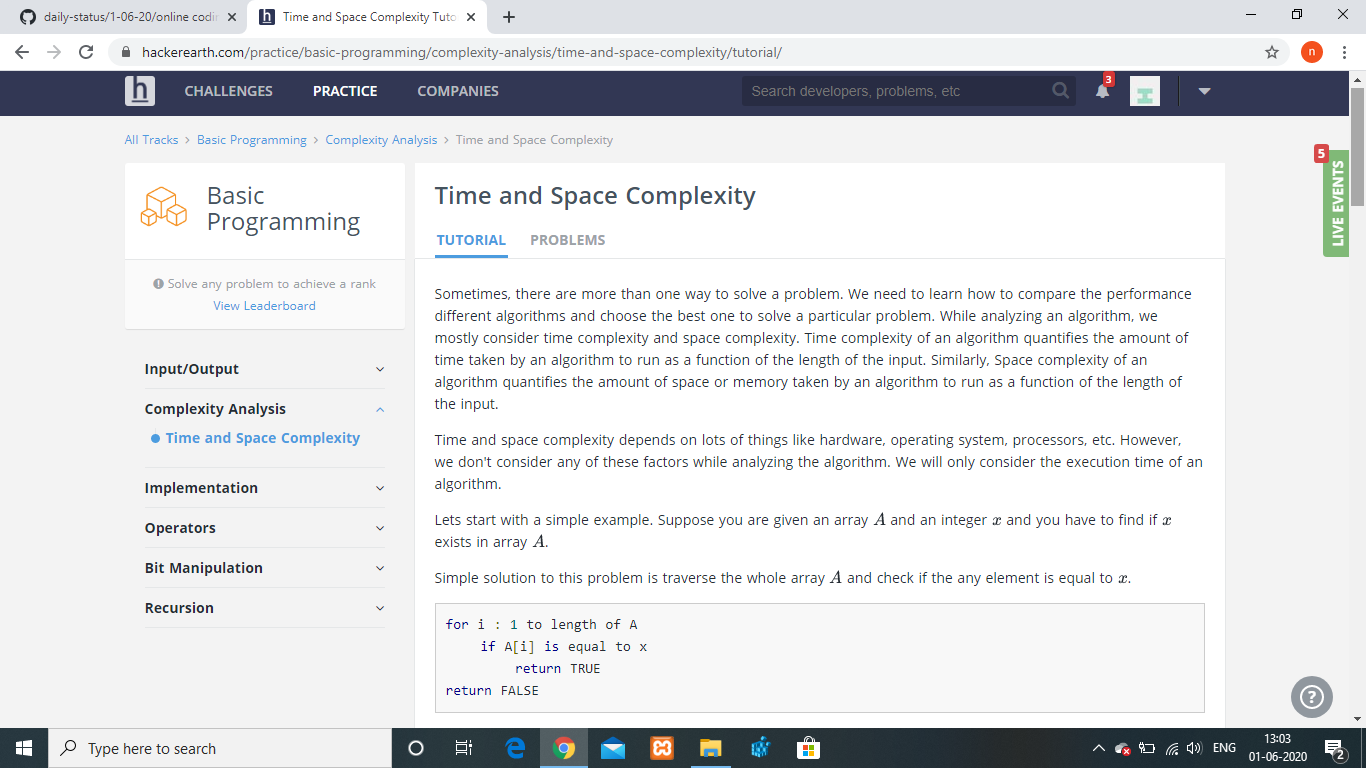 daily-status/1-06-20/online codin
Time and Space Complexity Tuto
hackerearth.com/practice/basic-programming/complexity-analysis/time-and-space-complexity/tutorial/
n
h
CHALLENGES
PRACTICE
COMPANIES
Search developers, problems, etc
3
All Tracks > Basic Programming > Complexity Analysis > Time and Space Complexity
5
LIVE EVENTS
Basic
Programming
Solve any problem to achieve a rank
View Leaderboard
Input/Output
Complexity Analysis
Time and Space Complexity
Implementation
Operators
Bit Manipulation
Recursion
Time and Space Complexity
TUTORIAL
PROBLEMS
Sometimes, there are more than one way to solve a problem. We need to learn how to compare the performance
different algorithms and choose the best one to solve a particular problem. While analyzing an algorithm, we
mostly consider time complexity and space complexity. Time complexity of an algorithm quantifies the amount of
time taken by an algorithm to run as a function of the length of the input. Similarly, Space complexity of an
algorithm quantifies the amount of space or memory taken by an algorithm to run as a function of the length of
the input.
Time and space complexity depends on lots of things like hardware, operating system, processors, etc. However,
we don't consider any of these factors while analyzing the algorithm. We will only consider the execution time of an
algorithm.
Lets start with a simple example. Suppose you are given an array A and an integer x and you have to find if x
exists in array A.
Simple solution to this problem is traverse the whole array A and check if the any element is equal to x.
for i : 1 to length of A
if A[i] is equal to x
return TRUE
return FALSE
?
Type here to search
ENG
13:03
01-06-2020
2